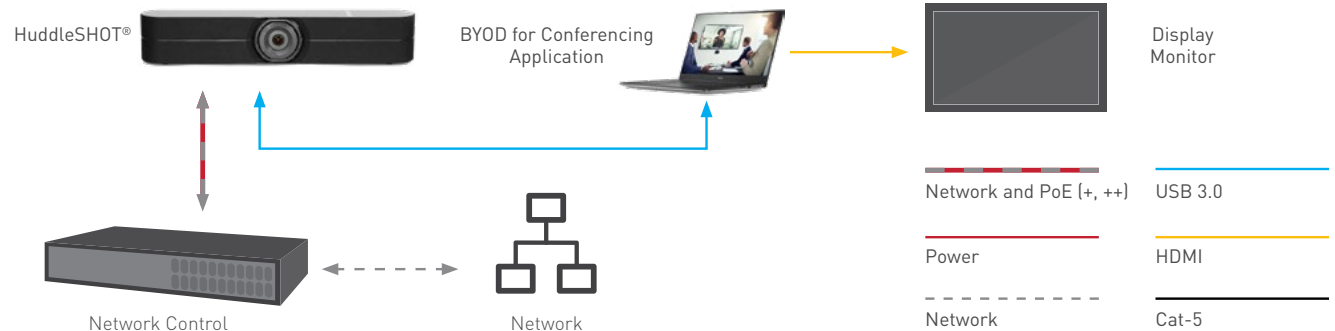 HuddleSHOT®
BYOD for Conferencing
Application
Display
Monitor
Network and PoE (+, ++)
USB 3.0
Power
HDMI
Network Control
Network
Network
Cat-5